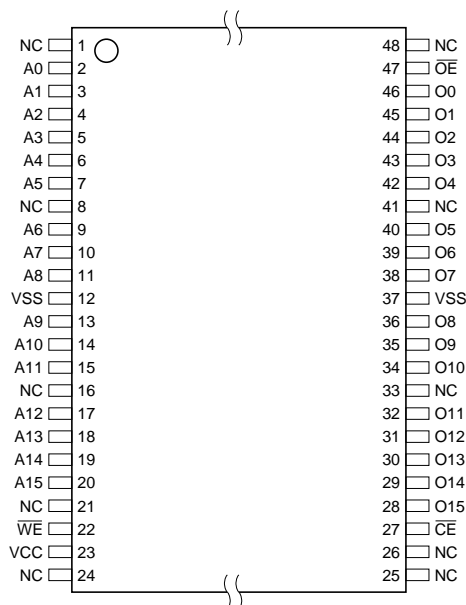 NC 1 48 NC
A0 2 47 O̅E̅
A1 3 46 O0
A2 4 45 O1
A3 5 44 O2
A4 6 43 O3
A5 7 42 O4
NC 8 41 NC
A6 9 40 O5
A7 10 39 O6
A8 11 38 O7
VSS 12 37 VSS
A9 13 36 O8
A10 14 35 O9
A11 15 34 O10
NC 16 33 NC
A12 17 32 O11
A13 18 31 O12
A14 19 30 O13
A15 20 29 O14
NC 21 28 O15
W̅E̅ 22 27 C̅E̅
VCC 23 26 NC
NC 24 25 NC